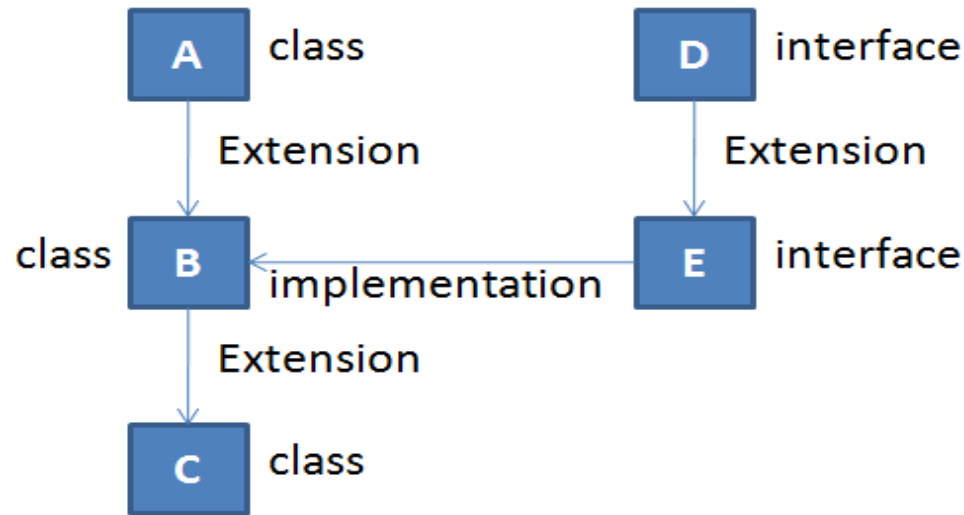 A class D interface
Extension Extension
class B E interface
implementation
Extension
C class